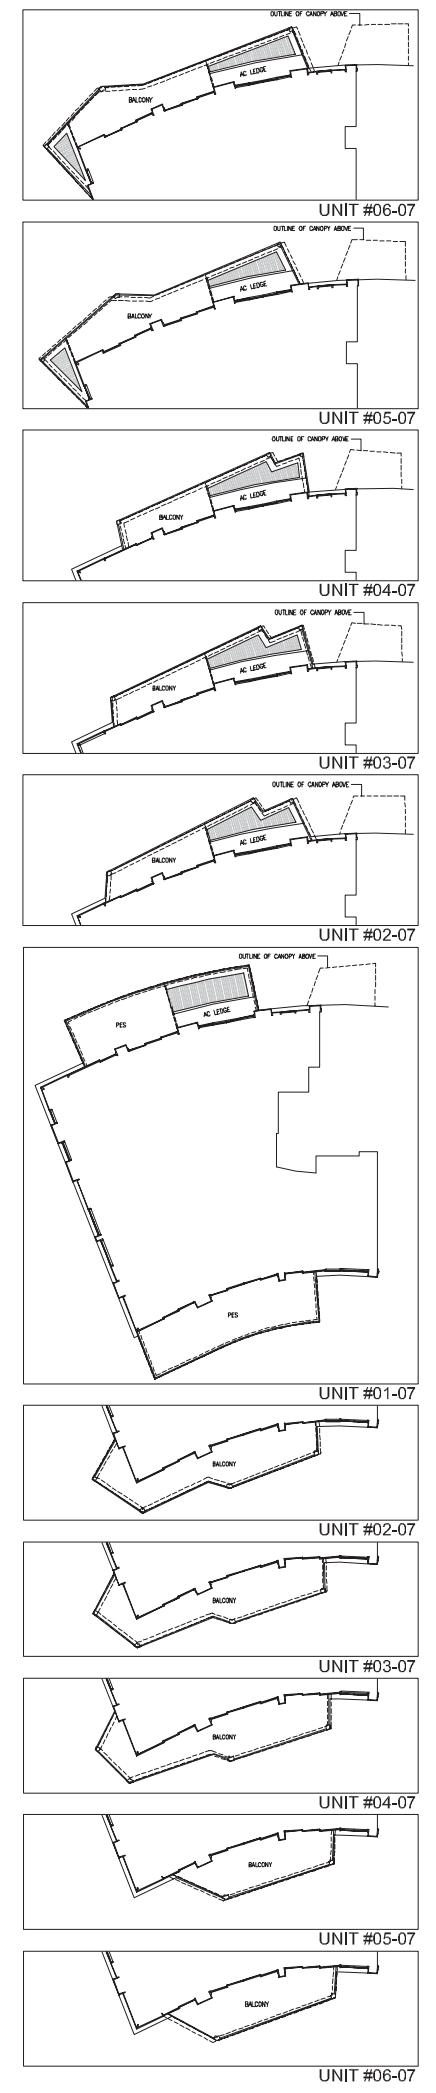 OUTLINE OF CANOPY ABOVE
AC LEDGE
BALCONY
UNIT #06-07
OUTLINE OF CANOPY ABOVE
AC LEDGE
BALCONY
UNIT #05-07
OUTLINE OF CANOPY ABOVE
AC LEDGE
BALCONY
UNIT #04-07
OUTLINE OF CANOPY ABOVE
AC LEDGE
BALCONY
UNIT #03-07
OUTLINE OF CANOPY ABOVE
AC LEDGE
BALCONY
UNIT #02-07
OUTLINE OF CANOPY ABOVE
AC LEDGE
PES
PES
UNIT #01-07
BALCONY
UNIT #02-07
BALCONY
UNIT #03-07
BALCONY
UNIT #04-07
BALCONY
UNIT #05-07
BALCONY
UNIT #06-07